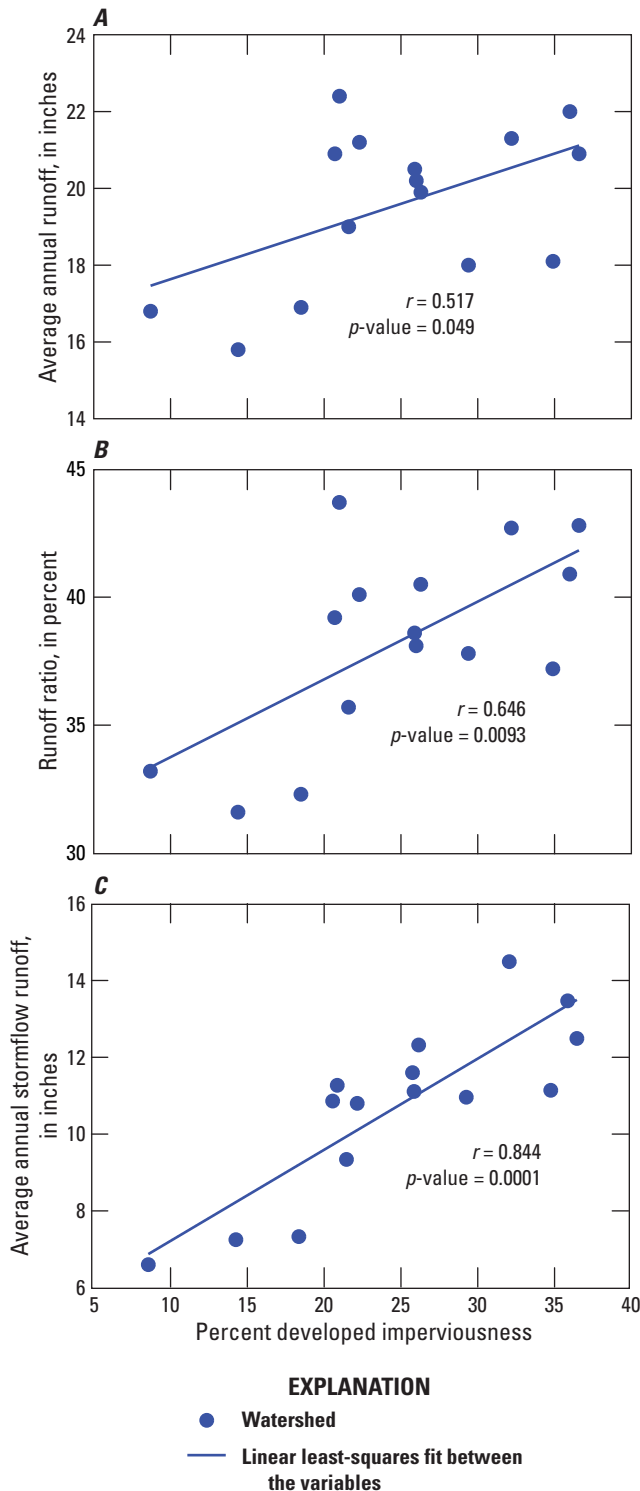 A
24
22
20
18
16
14
Average annual runoff, in inches
r = 0.517
p-value = 0.049
B
45
40
35
30
Runoff ratio, in percent
r = 0.646
p-value = 0.0093
C
16
14
12
10
8
6
Average annual stormflow runoff,
in inches
r = 0.844
p-value = 0.0001
5 10 15 20 25 30 35 40
Percent developed imperviousness
EXPLANATION
Watershed
Linear least-squares fit between
the variables